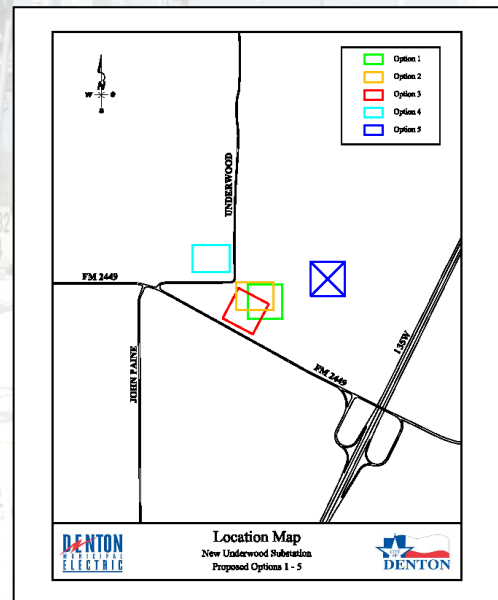 Option 1
Option 2
Option 3
Option 4
Option 5
N
W e
s
UNDERWOOD
FM 2449
JOHN PAINE
FM 2449
I 35W
DENTON
MUNICIPAL
ELECTRIC
Location Map
New Underwood Substation
Proposed Options 1 - 5
CITY
OF
DENTON